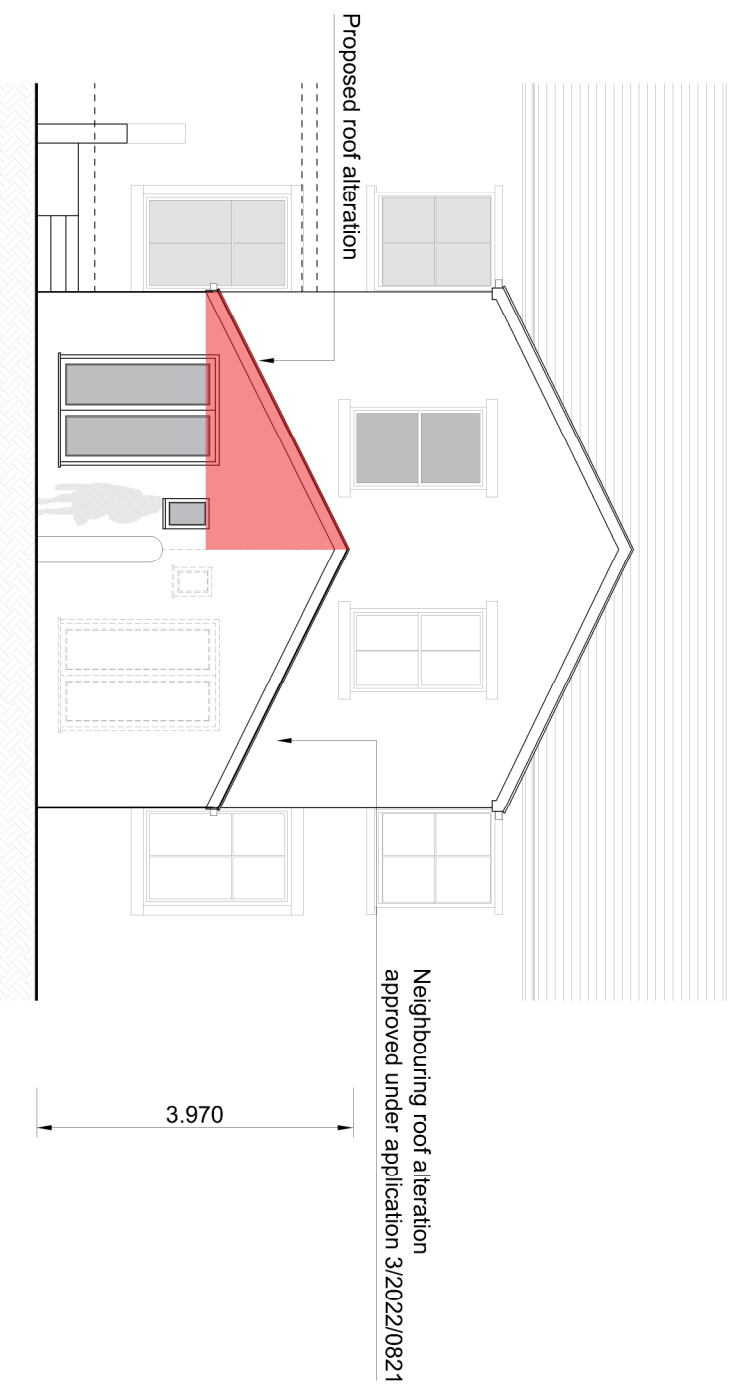 Proposed roof alteration
Neighbouring roof alteration
approved under application 3/2022/0821
3.970